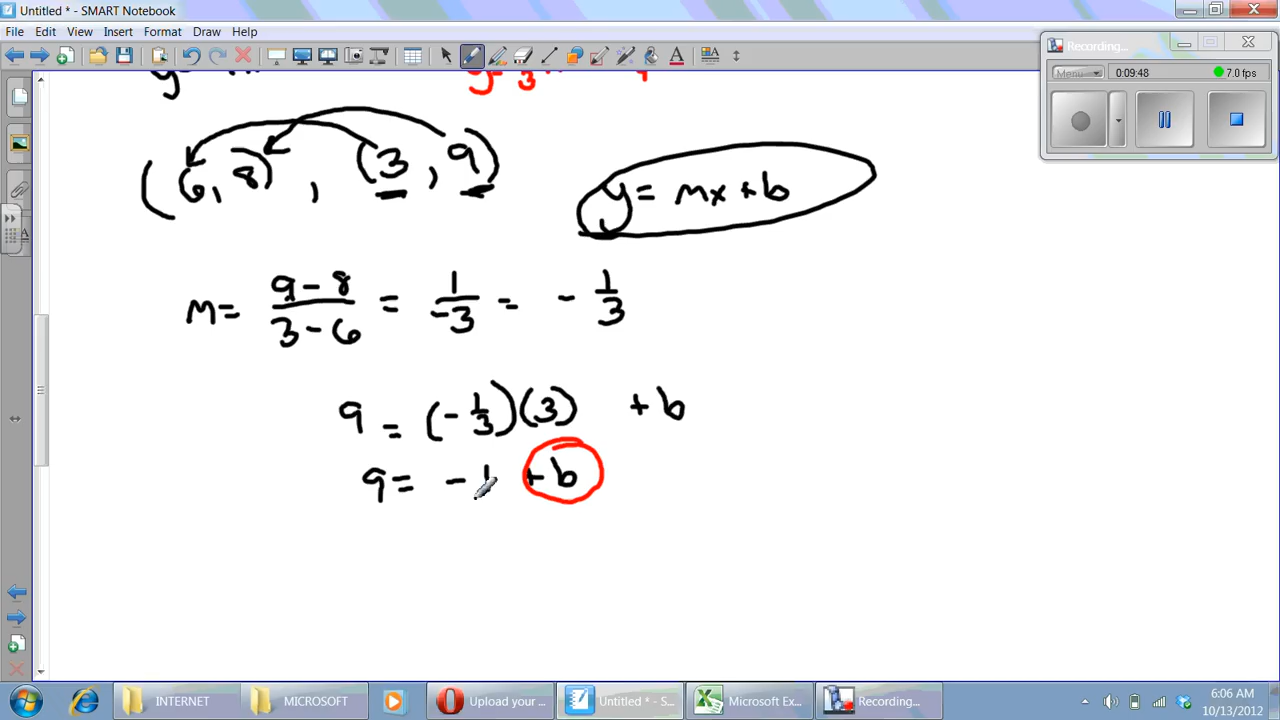 Untitled * - SMART Notebook
File Edit View Insert Format Draw Help
Recording...
Menu
0:09:48
7.0 fps
(6, 8) , (3, 9)
y = mx + b
m = 9 - 8 / 3 - 6 = 1 / -3 = - 1/3
9 = (- 1/3)(3) + b
9 = - 1 + b
INTERNET
MICROSOFT
Upload your ...
Untitled * - S...
Microsoft Ex...
Recording...
6:06 AM
10/13/2012